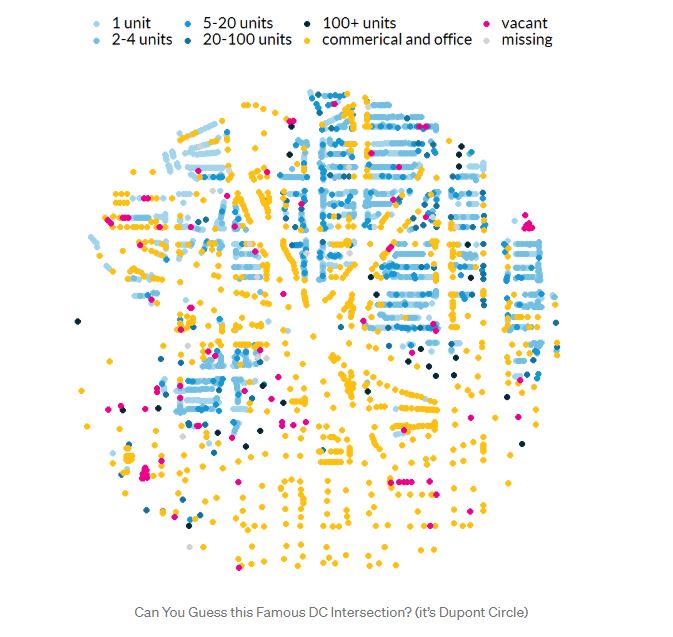 1 unit 5-20 units 100+ units vacant
2-4 units 20-100 units commerical and office missing
Can You Guess this Famous DC Intersection? (it's Dupont Circle)